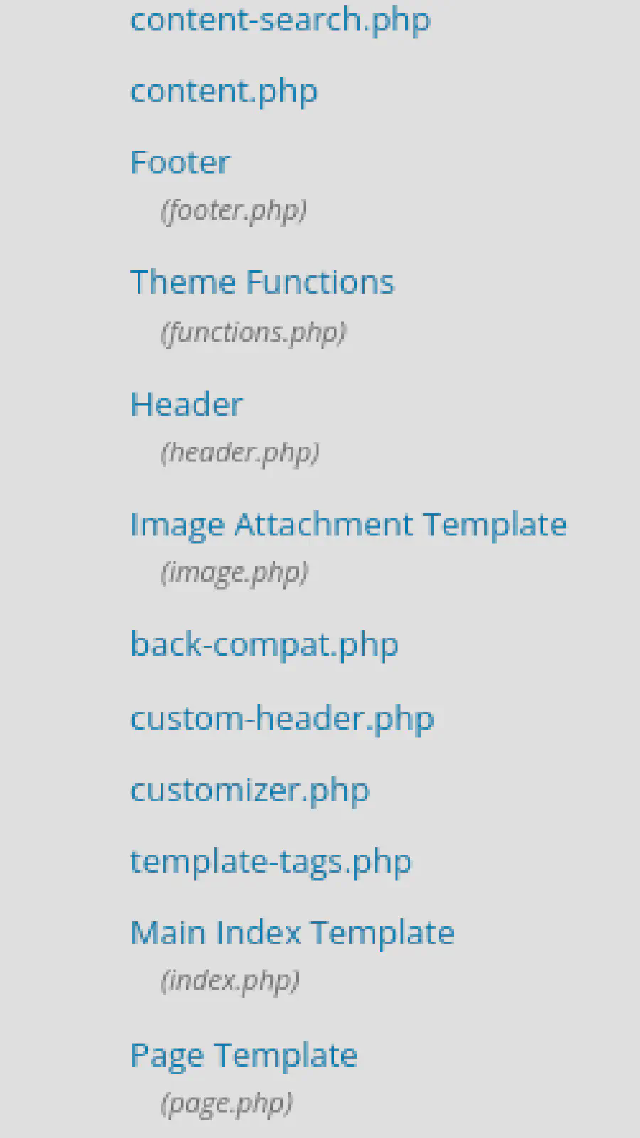 content-search.php
content.php
Footer
(footer.php)
Theme Functions
(functions.php)
Header
(header.php)
Image Attachment Template
(image.php)
back-compat.php
custom-header.php
customizer.php
template-tags.php
Main Index Template
(index.php)
Page Template
(page.php)